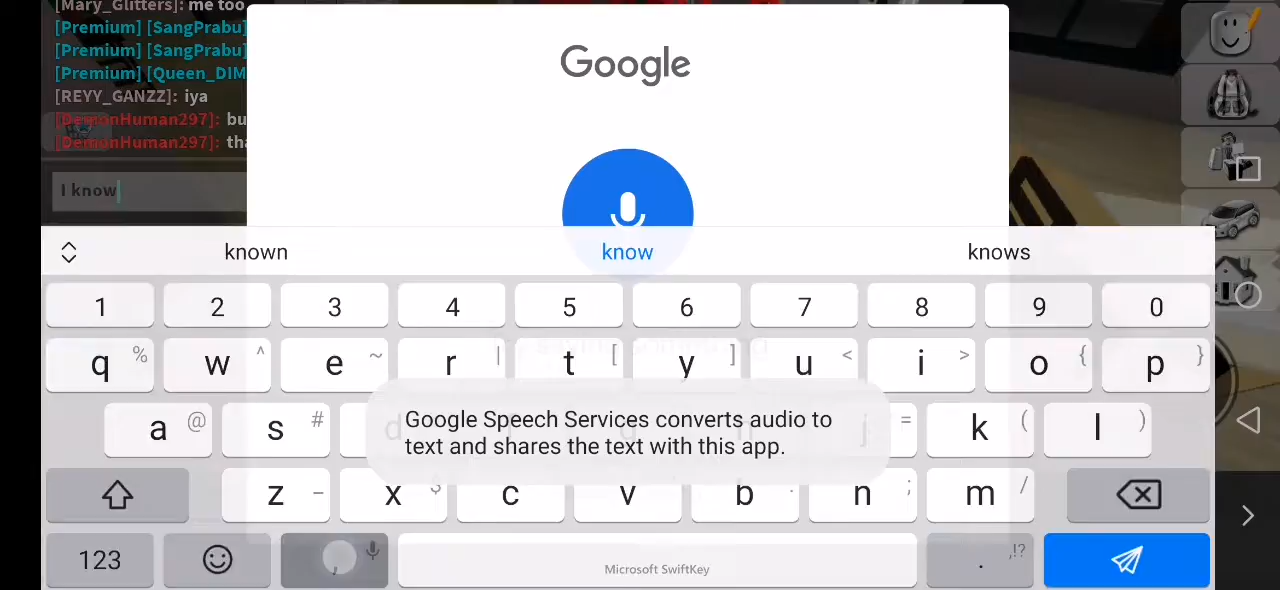 [Mary_Glitters]: me too
[Premium] [SangPrabu]
[Premium] [SangPrabu]
[Premium] [Queen_DIM
[REYY_GANZZ]: iya
[DemonHuman297]: bu
[DemonHuman297]: tha
I know
Google
known know knows
1 2 3 4 5 6 7 8 9 0
q % w ^ e ~ r | t [ y ] u < i > o { p }
a @ s # d j = k ( l )
Google Speech Services converts audio to
text and shares the text with this app.
z – x $ c v b n ; m /
123 , . ,!?
Microsoft SwiftKey